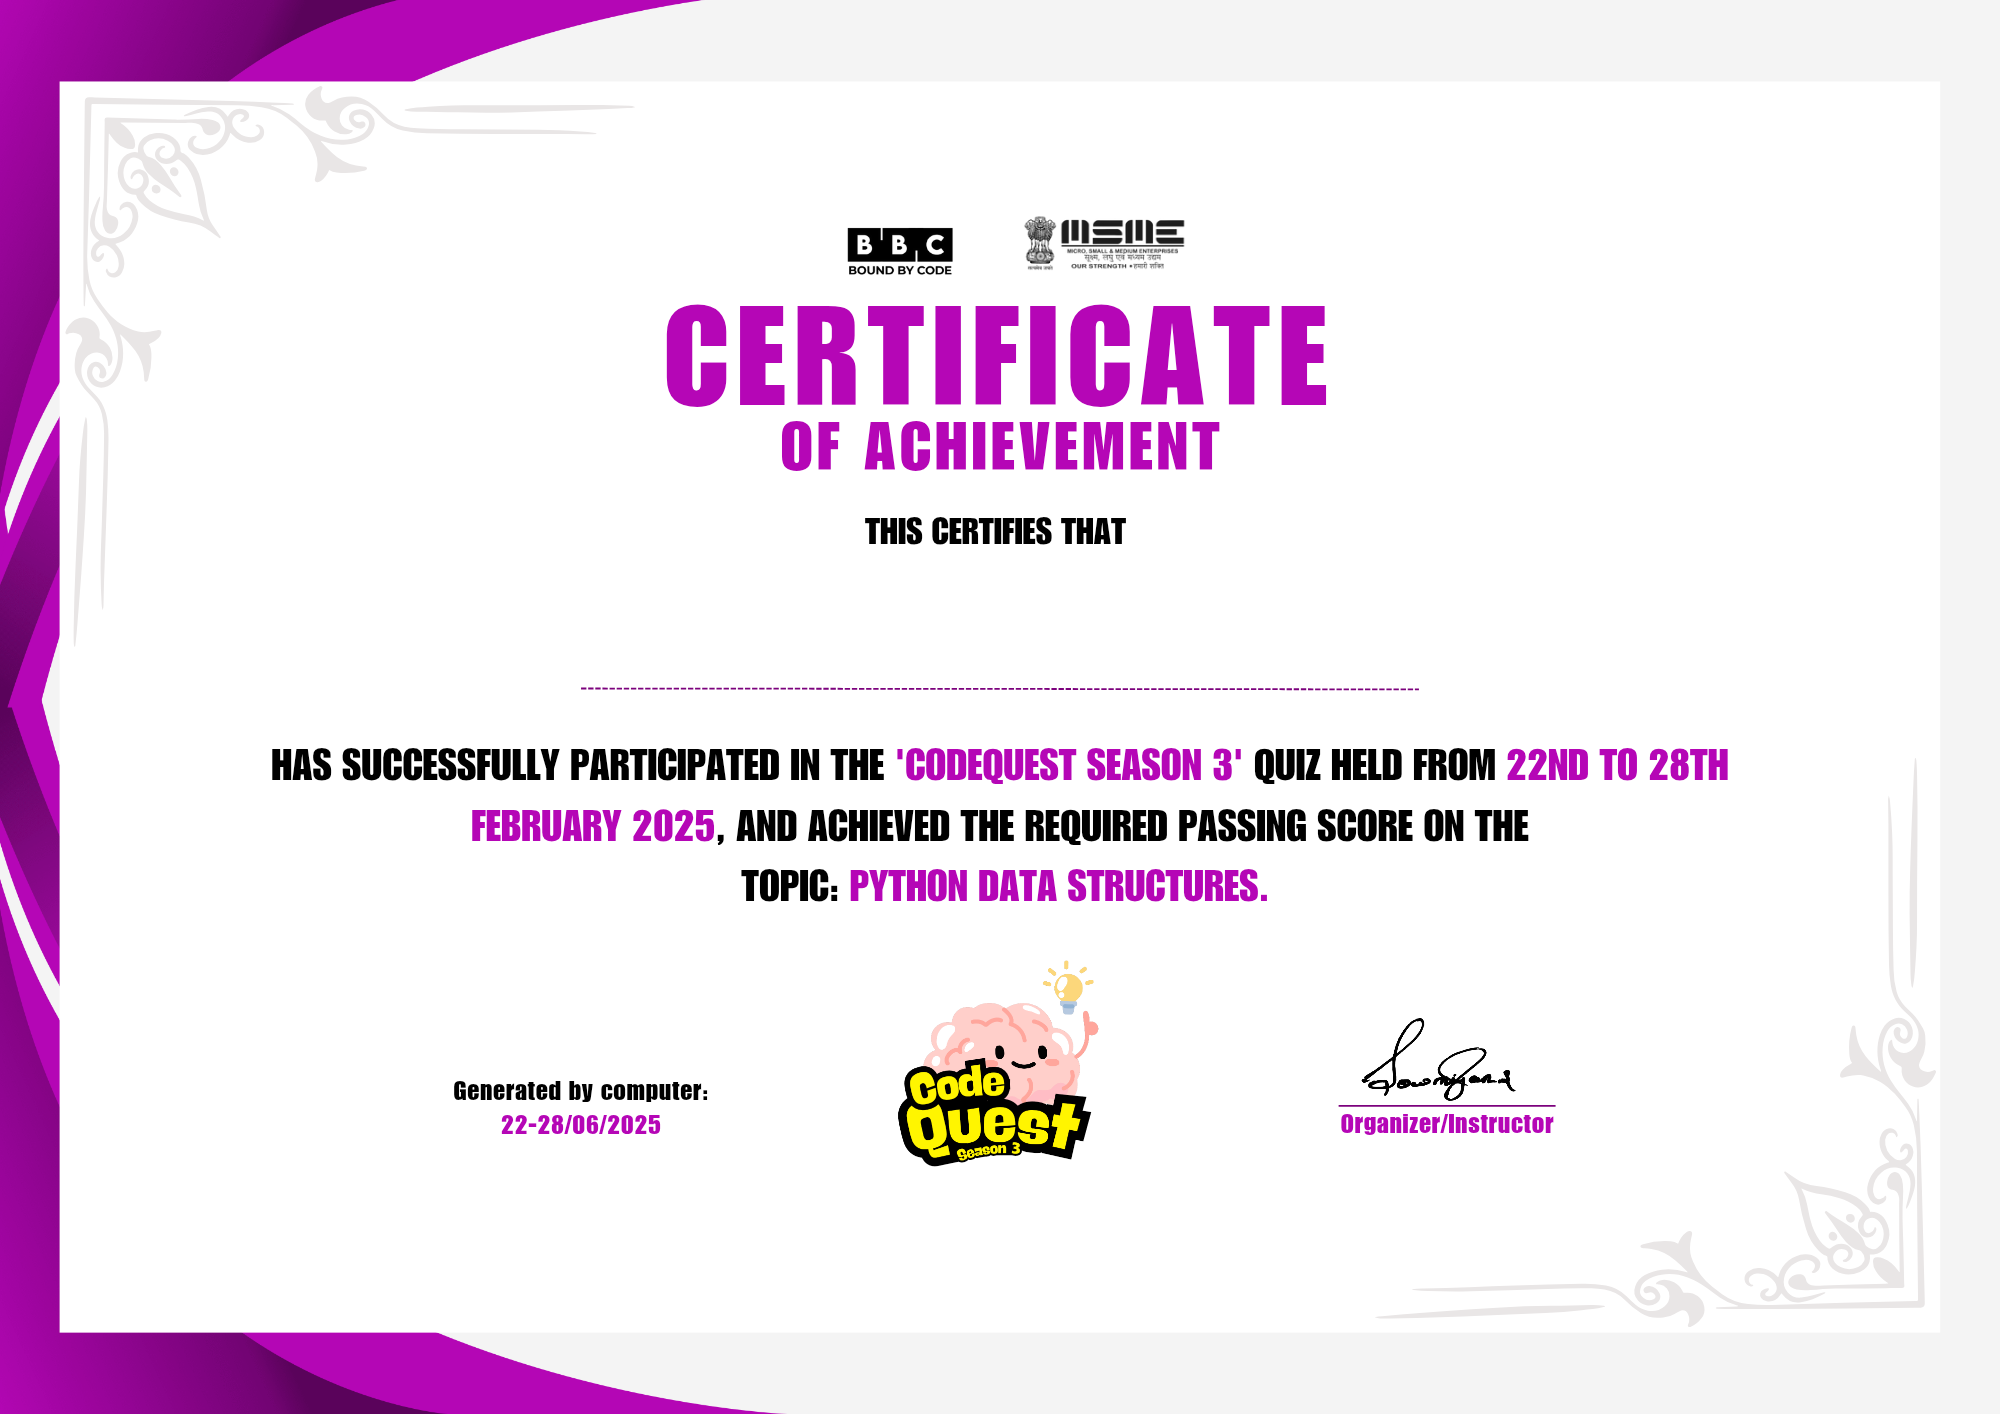 B B C
BOUND BY CODE
MSME
MICRO, SMALL & MEDIUM ENTERPRISES
सूक्ष्म, लघु एवं मध्यम उद्यम
OUR STRENGTH • हमारी शक्ति
सत्यमेव जयते
CERTIFICATE
OF ACHIEVEMENT
THIS CERTIFIES THAT
HAS SUCCESSFULLY PARTICIPATED IN THE 'CODEQUEST SEASON 3' QUIZ HELD FROM 22ND TO 28TH
FEBRUARY 2025, AND ACHIEVED THE REQUIRED PASSING SCORE ON THE
TOPIC: PYTHON DATA STRUCTURES.
Generated by computer:
22-28/06/2025
Code
Quest
Season 3
Organizer/Instructor